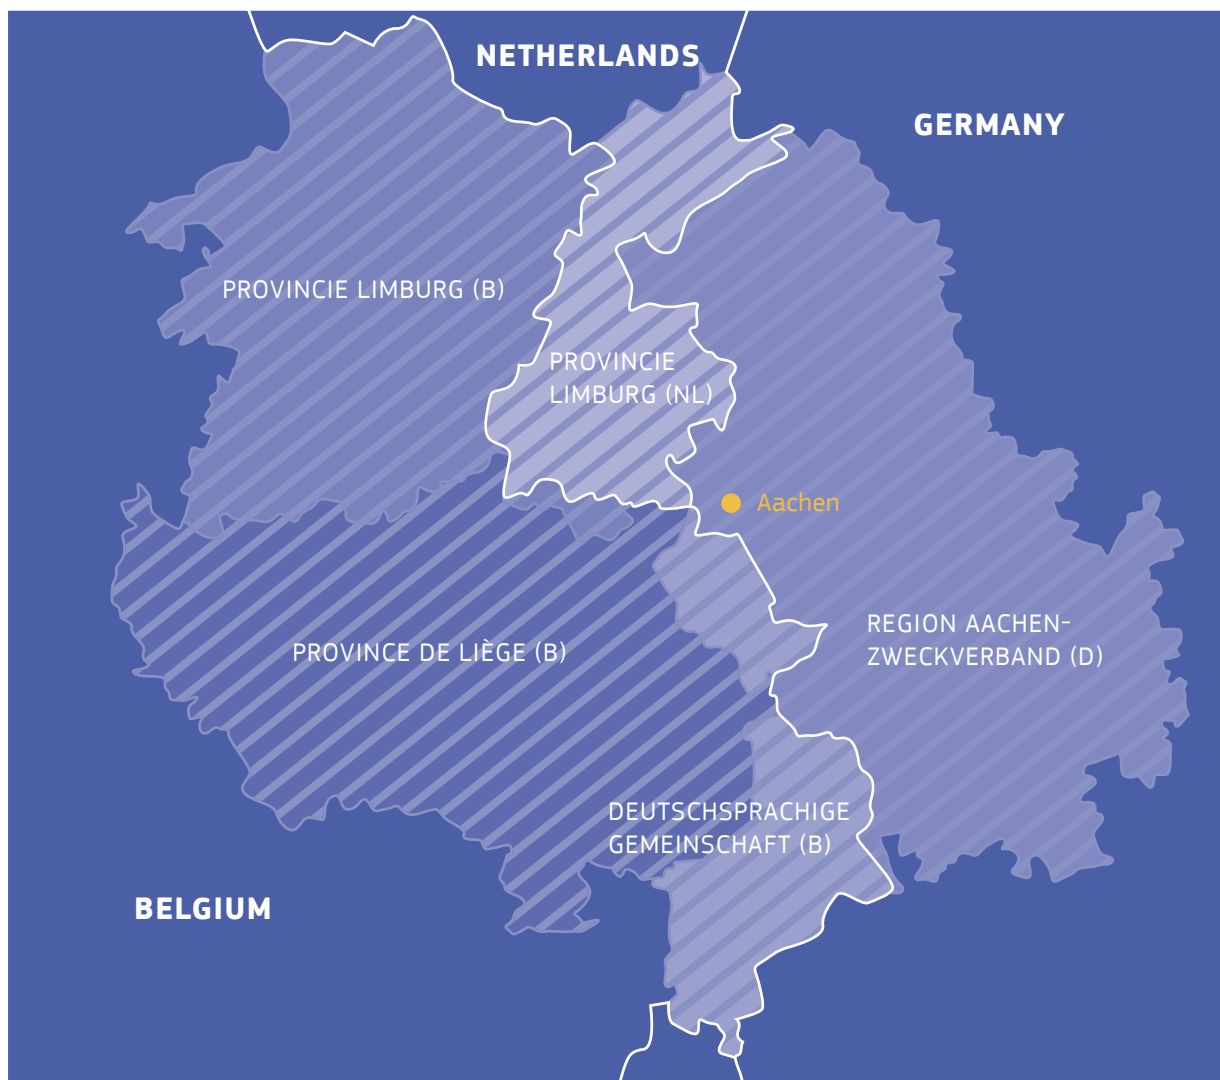 NETHERLANDS
GERMANY
PROVINCIE LIMBURG (B)
PROVINCIE
LIMBURG (NL)
Aachen
REGION AACHEN-
ZWECKVERBAND (D)
PROVINCE DE LIÈGE (B)
DEUTSCHSPRACHIGE
GEMEINSCHAFT (B)
BELGIUM